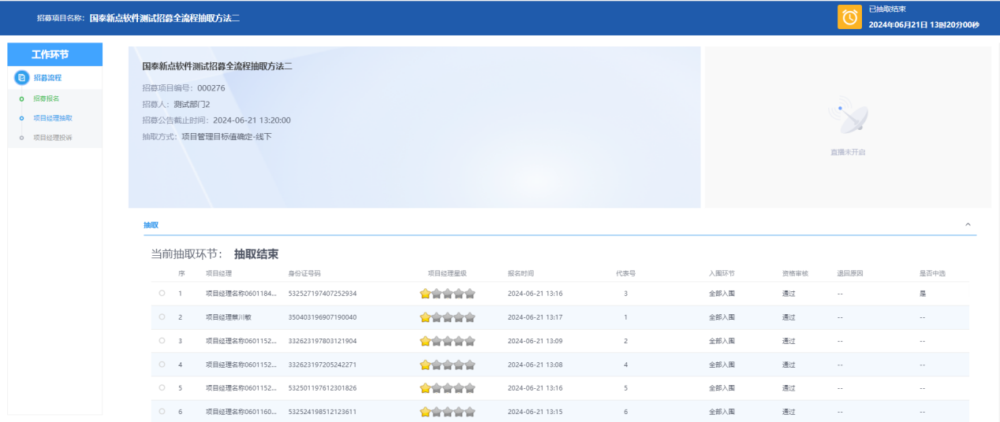 招募项目名称：国泰新点软件测试招募全流程抽取方法二
已抽取结束
2024年06月21日 13时20分00秒
工作环节
招募流程
招募报名
项目经理抽取
项目经理投诉
国泰新点软件测试招募全流程抽取方法二
招募项目编号：000276
招募人：测试部门2
招募公告截止时间：2024-06-21 13:20:00
抽取方式：项目管理目标值确定-线下
直播未开启
抽取
当前抽取环节： 抽取结束
序 项目经理 身份证号码 项目经理星级 报名时间 代表号 入围环节 资格审核 退回原因 是否中选
1 项目经理名称0601184... 532527197407252934 2024-06-21 13:16 3 全部入围 通过 -- 是
2 项目经理蔡川敏 350403196907190040 2024-06-21 13:17 1 全部入围 通过 -- --
3 项目经理名称0601152... 332623197803121904 2024-06-21 13:09 2 全部入围 通过 -- --
4 项目经理名称0601152... 332623197205242271 2024-06-21 13:08 4 全部入围 通过 -- --
5 项目经理名称0601152... 532501197612301826 2024-06-21 13:16 5 全部入围 通过 -- --
6 项目经理名称0601160... 532524198512123611 2024-06-21 13:15 6 全部入围 通过 -- --